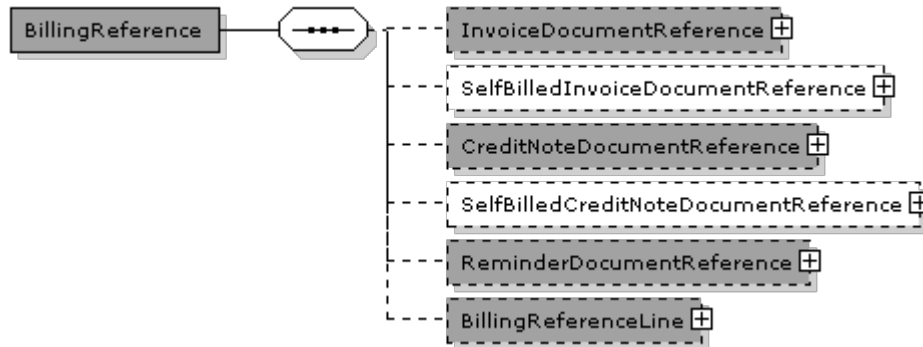 BillingReference
InvoiceDocumentReference
SelfBilledInvoiceDocumentReference
CreditNoteDocumentReference
SelfBilledCreditNoteDocumentReference
ReminderDocumentReference
BillingReferenceLine